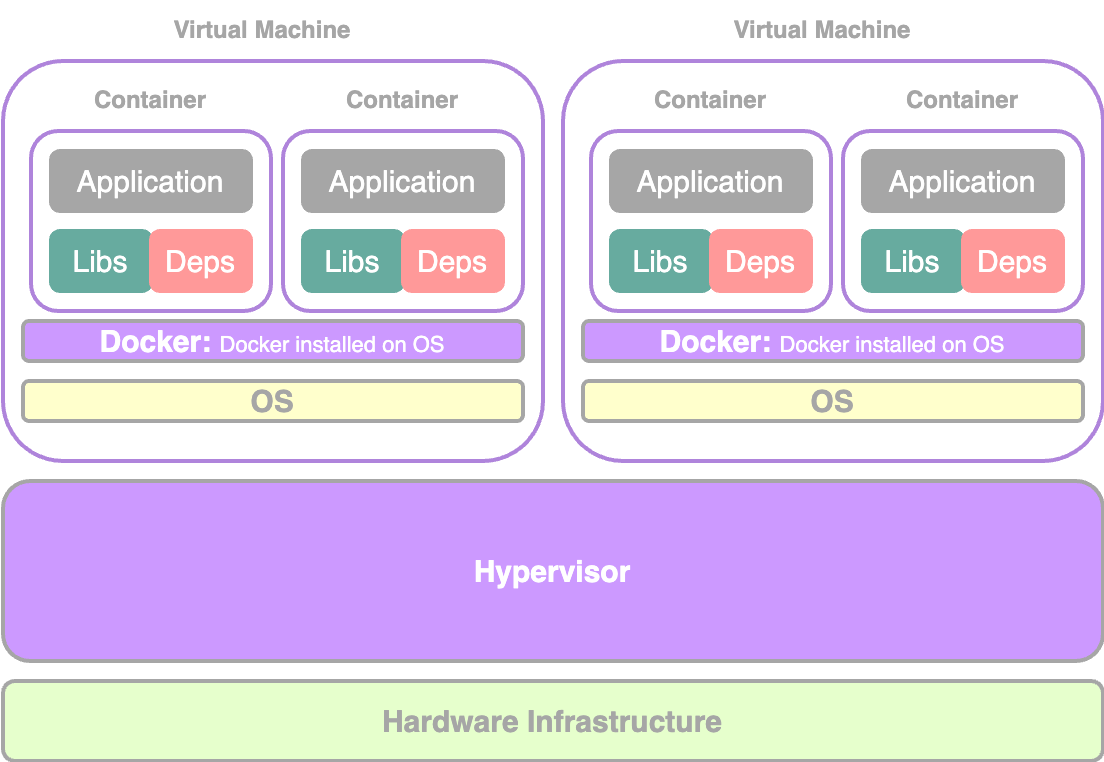 Virtual Machine
Virtual Machine
Container
Container
Container
Container
Application
Application
Application
Application
Libs
Deps
Libs
Deps
Libs
Deps
Libs
Deps
Docker: Docker installed on OS
Docker: Docker installed on OS
OS
OS
Hypervisor
Hardware Infrastructure